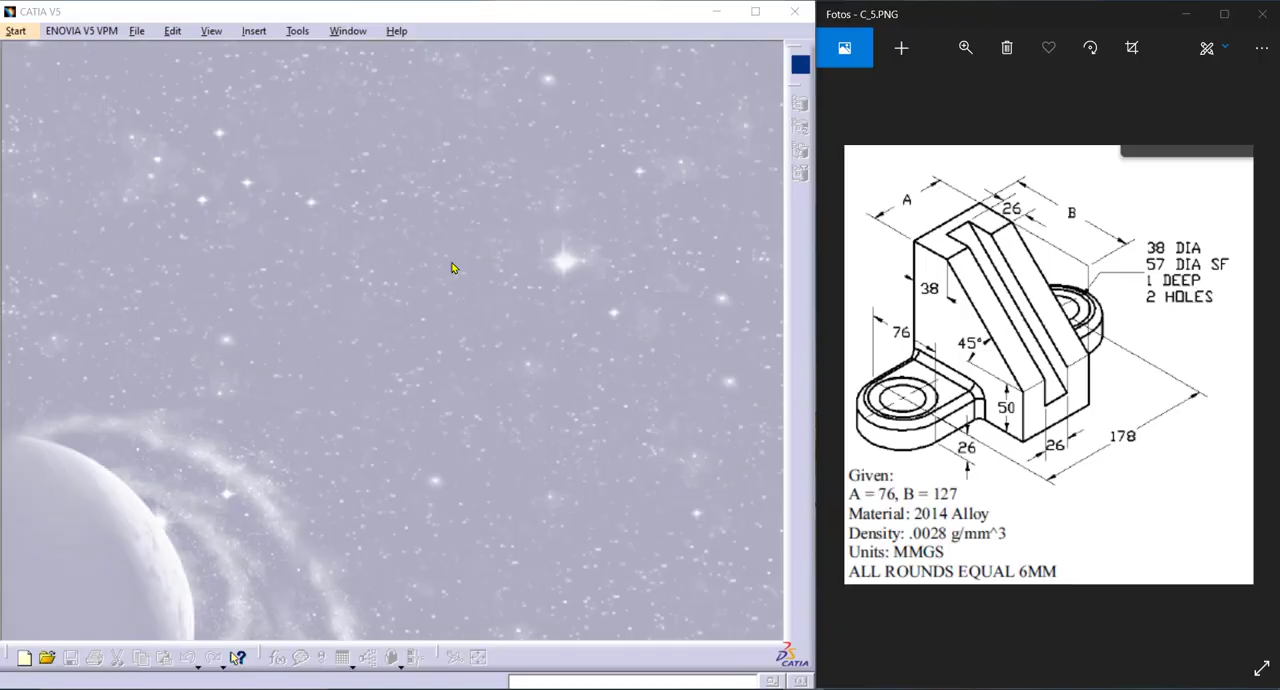 CATIA V5
Start ENOVIA V5 VPM File Edit View Insert Tools Window Help
CATIA
Fotos - C_5.PNG
A
26
B
38 DIA
57 DIA SF
1 DEEP
2 HOLES
38
76
45°
50
26
26
178
Given:
A = 76, B = 127
Material: 2014 Alloy
Density: .0028 g/mm^3
Units: MMGS
ALL ROUNDS EQUAL 6MM